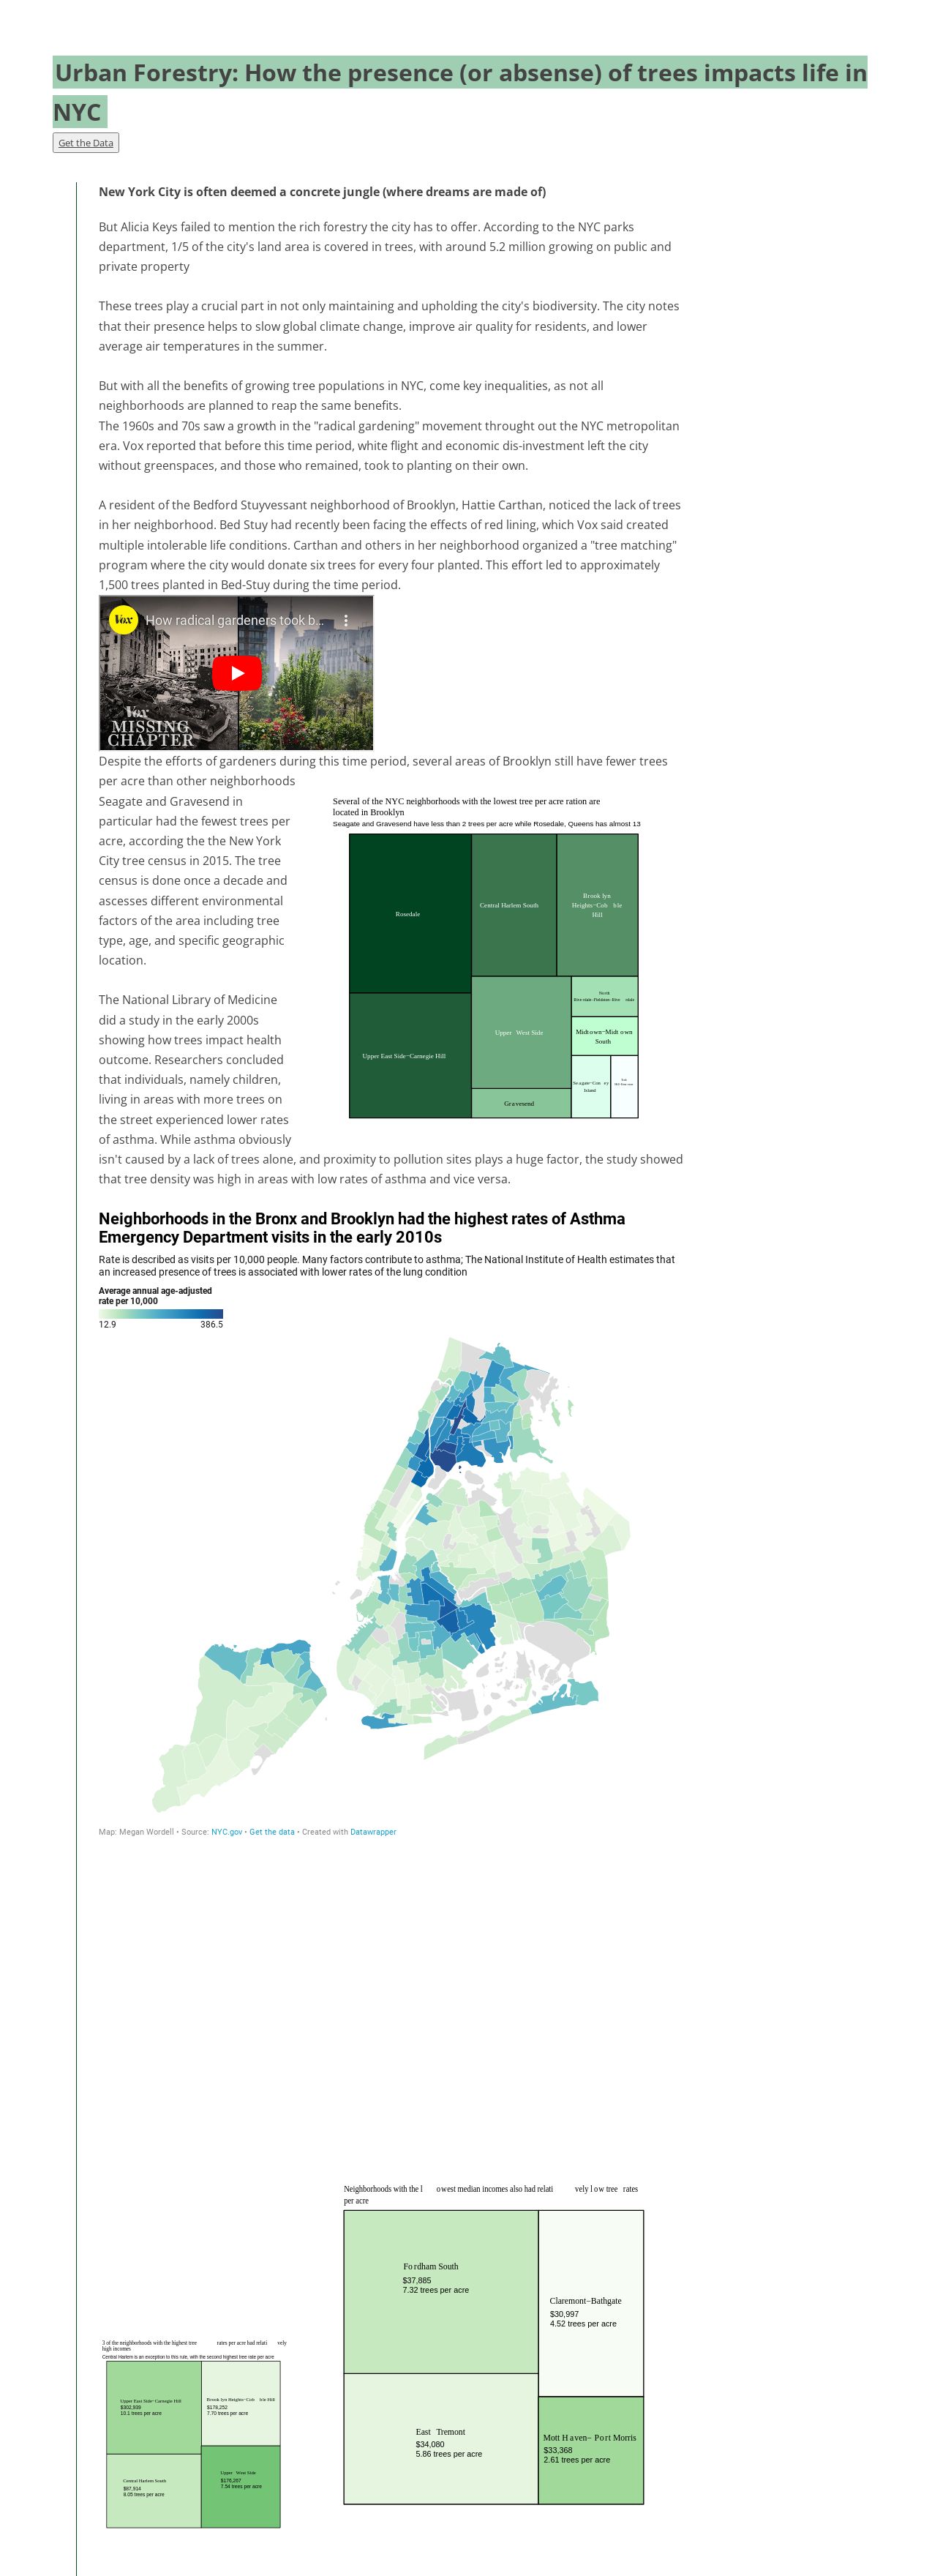 Urban Forestry: How the presence (or absense) of trees impacts life in
NYC
Get the Data
New York City is often deemed a concrete jungle (where dreams are made of)
But Alicia Keys failed to mention the rich forestry the city has to offer. According to the NYC parks
department, 1/5 of the city's land area is covered in trees, with around 5.2 million growing on public and
private property
These trees play a crucial part in not only maintaining and upholding the city's biodiversity. The city notes
that their presence helps to slow global climate change, improve air quality for residents, and lower
average air temperatures in the summer.
But with all the benefits of growing tree populations in NYC, come key inequalities, as not all
neighborhoods are planned to reap the same benefits.
The 1960s and 70s saw a growth in the "radical gardening" movement throught out the NYC metropolitan
era. Vox reported that before this time period, white flight and economic dis-investment left the city
without greenspaces, and those who remained, took to planting on their own.
A resident of the Bedford Stuyvessant neighborhood of Brooklyn, Hattie Carthan, noticed the lack of trees
in her neighborhood. Bed Stuy had recently been facing the effects of red lining, which Vox said created
multiple intolerable life conditions. Carthan and others in her neighborhood organized a "tree matching"
program where the city would donate six trees for every four planted. This effort led to approximately
1,500 trees planted in Bed-Stuy during the time period.
Vox
How radical gardeners took b...
Vox
MISSING
CHAPTER
Despite the efforts of gardeners during this time period, several areas of Brooklyn still have fewer trees
per acre than other neighborhoods
Seagate and Gravesend in
particular had the fewest trees per
acre, according the the New York
City tree census in 2015. The tree
census is done once a decade and
ascesses different environmental
factors of the area including tree
type, age, and specific geographic
location.
The National Library of Medicine
did a study in the early 2000s
showing how trees impact health
outcome. Researchers concluded
that individuals, namely children,
living in areas with more trees on
the street experienced lower rates
of asthma. While asthma obviously
isn't caused by a lack of trees alone, and proximity to pollution sites plays a huge factor, the study showed
that tree density was high in areas with low rates of asthma and vice versa.
Several of the NYC neighborhoods with the lowest tree per acre ration are
located in Brooklyn
Seagate and Gravesend have less than 2 trees per acre while Rosedale, Queens has almost 13
Rosedale
Central Harlem South
Brook lyn
Heights−Cob ble
Hill
Upper East Side−Carnegie Hill
Upper West Side
North
Midtown−Midt own
South
Seagate−Con ey
Island
Gravesend
Neighborhoods in the Bronx and Brooklyn had the highest rates of Asthma
Emergency Department visits in the early 2010s
Rate is described as visits per 10,000 people. Many factors contribute to asthma; The National Institute of Health estimates that
an increased presence of trees is associated with lower rates of the lung condition
Average annual age-adjusted
rate per 10,000
12.9 386.5
Map: Megan Wordell • Source: NYC.gov • Get the data • Created with Datawrapper
Neighborhoods with the l owest median incomes also had relati vely l ow tree rates
per acre
Fo rdham South
$37,885
7.32 trees per acre
Claremont−Bathgate
$30,997
4.52 trees per acre
East Tremont
$34,080
5.86 trees per acre
Mott H aven− Po rt Morris
$33,368
2.61 trees per acre
3 of the neighborhoods with the highest tree rates per acre had relati vely
high incomes
Central Harlem is an exception to this rule, with the second highest tree rate per acre
Upper East Side−Carnegie Hill
$302,939
10.1 trees per acre
Brook lyn Heights−Cob ble Hill
$178,252
7.70 trees per acre
Central Harlem South
$87,914
8.05 trees per acre
Upper West Side
$176,267
7.54 trees per acre